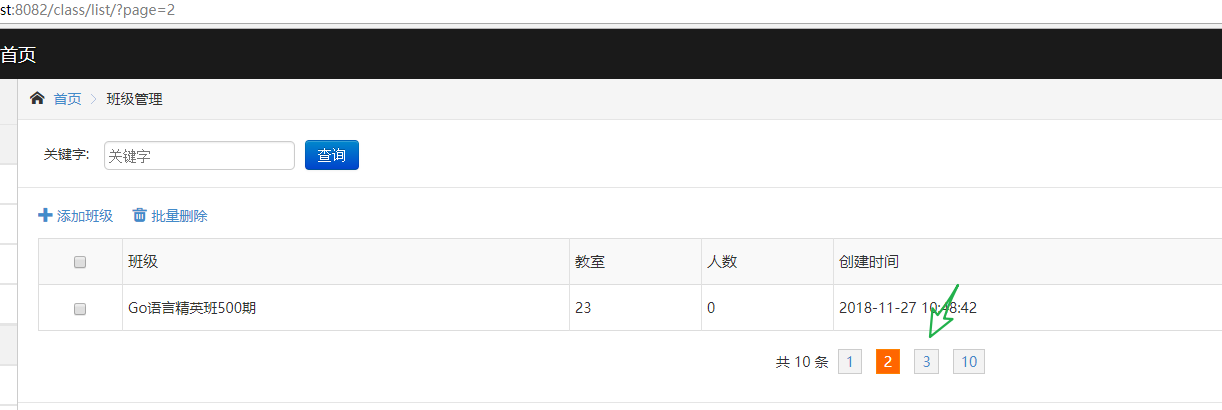 st:8082/class/list/?page=2
首页
首页 班级管理
关键字: 关键字 查询
添加班级 批量删除
班级 教室 人数 创建时间
Go语言精英班500期 23 0 2018-11-27 10:48:42
共 10 条 1 2 3 10